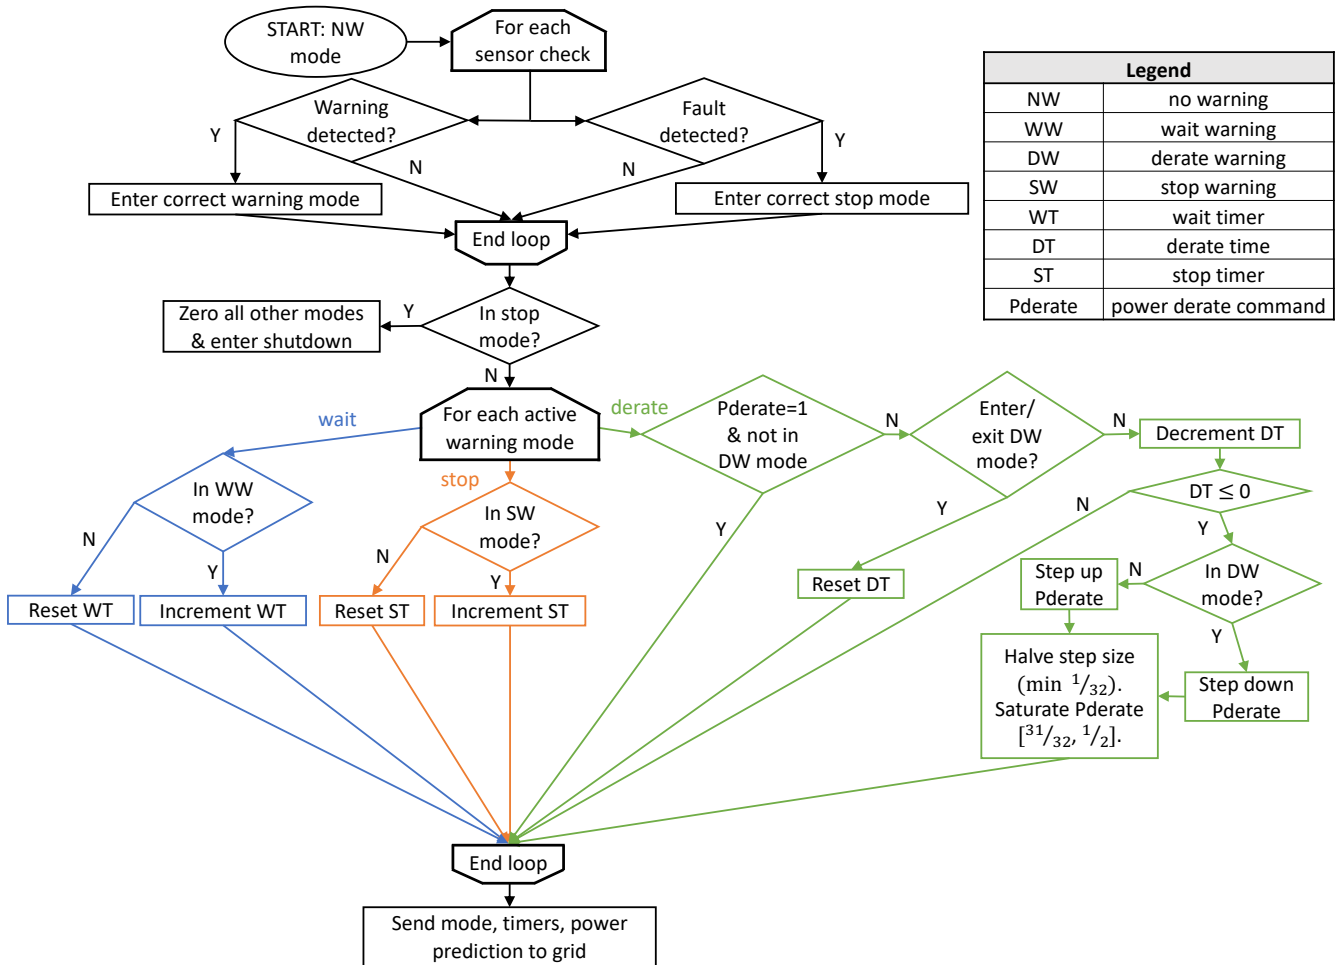 START: NW
mode
For each
sensor check
Legend
NW no warning
WW wait warning
DW derate warning
SW stop warning
WT wait timer
DT derate time
ST stop timer
Pderate power derate command
Warning
detected?
Fault
detected?
Y
N
N
Y
Enter correct warning mode
Enter correct stop mode
End loop
In stop
mode?
Y
Zero all other modes
& enter shutdown
N
For each active
warning mode
wait
stop
derate
In WW
mode?
N
Y
Reset WT
Increment WT
In SW
mode?
N
Y
Reset ST
Increment ST
Pderate=1
& not in
DW mode
N
Y
Enter/
exit DW
mode?
N
Y
Reset DT
Decrement DT
DT ≤ 0
N
Y
In DW
mode?
N
Y
Step up
Pderate
Step down
Pderate
Halve step size
(min 1/32).
Saturate Pderate
[31/32, 1/2].
End loop
Send mode, timers, power
prediction to grid